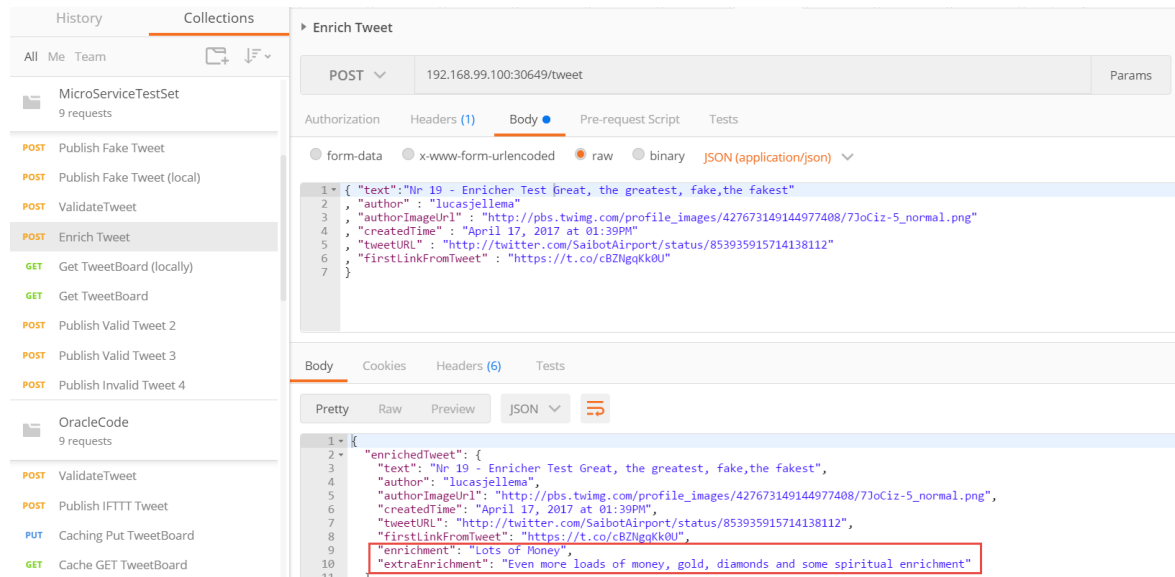 History Collections
All Me Team
MicroServiceTestSet
9 requests
POST Publish Fake Tweet
POST Publish Fake Tweet (local)
POST ValidateTweet
POST Enrich Tweet
GET Get TweetBoard (locally)
GET Get TweetBoard
POST Publish Valid Tweet 2
POST Publish Valid Tweet 3
POST Publish Invalid Tweet 4
OracleCode
9 requests
POST ValidateTweet
POST Publish IFTTT Tweet
PUT Caching Put TweetBoard
GET Cache GET TweetBoard
Enrich Tweet
POST 192.168.99.100:30649/tweet Params
Authorization Headers (1) Body Pre-request Script Tests
form-data x-www-form-urlencoded raw binary JSON (application/json)
1 { "text":"Nr 19 - Enricher Test Great, the greatest, fake,the fakest"
2 , "author" : "lucasjellema"
3 , "authorImageUrl" : "http://pbs.twimg.com/profile_images/427673149144977408/7JoCiz-5_normal.png"
4 , "createdTime" : "April 17, 2017 at 01:39PM"
5 , "tweetURL" : "http://twitter.com/SaibotAirport/status/853935915714138112"
6 , "firstLinkFromTweet" : "https://t.co/cBZNgqKk0U"
7 }
Body Cookies Headers (6) Tests
Pretty Raw Preview JSON
1 {
2 "enrichedTweet": {
3 "text": "Nr 19 - Enricher Test Great, the greatest, fake,the fakest",
4 "author": "lucasjellema",
5 "authorImageUrl": "http://pbs.twimg.com/profile_images/427673149144977408/7JoCiz-5_normal.png",
6 "createdTime": "April 17, 2017 at 01:39PM",
7 "tweetURL": "http://twitter.com/SaibotAirport/status/853935915714138112",
8 "firstLinkFromTweet": "https://t.co/cBZNgqKk0U",
9 "enrichment": "Lots of Money",
10 "extraEnrichment": "Even more loads of money, gold, diamonds and some spiritual enrichment"
11 }